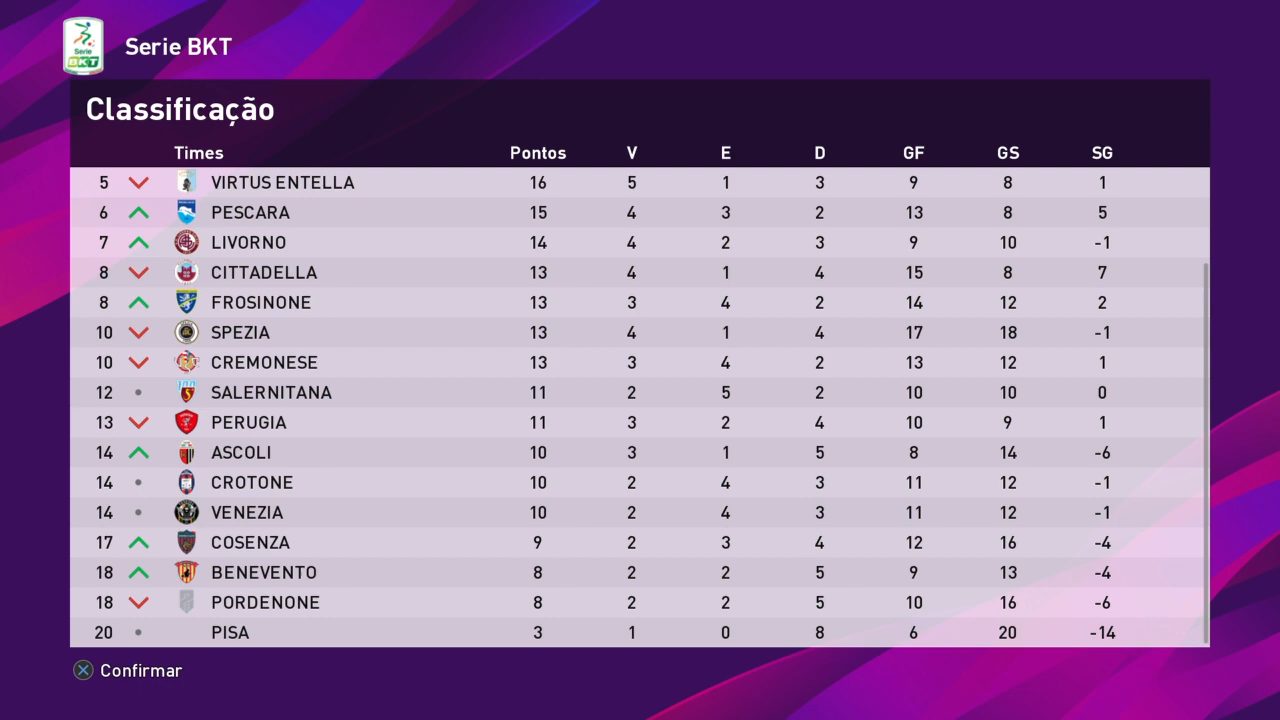 Serie BKT
Serie BKT
Classificação
Times Pontos V E D GF GS SG
5 VIRTUS ENTELLA 16 5 1 3 9 8 1
6 PESCARA 15 4 3 2 13 8 5
7 LIVORNO 14 4 2 3 9 10 -1
8 CITTADELLA 13 4 1 4 15 8 7
8 FROSINONE 13 3 4 2 14 12 2
10 SPEZIA 13 4 1 4 17 18 -1
10 CREMONESE 13 3 4 2 13 12 1
12 SALERNITANA 11 2 5 2 10 10 0
13 PERUGIA 11 3 2 4 10 9 1
14 ASCOLI 10 3 1 5 8 14 -6
14 CROTONE 10 2 4 3 11 12 -1
14 VENEZIA 10 2 4 3 11 12 -1
17 COSENZA 9 2 3 4 12 16 -4
18 BENEVENTO 8 2 2 5 9 13 -4
18 PORDENONE 8 2 2 5 10 16 -6
20 PISA 3 1 0 8 6 20 -14
Confirmar